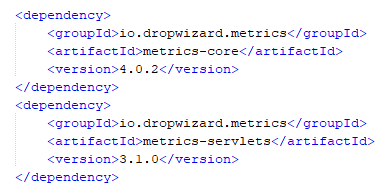 <dependency>
    <groupId>io.dropwizard.metrics</groupId>
    <artifactId>metrics-core</artifactId>
    <version>4.0.2</version>
</dependency>
<dependency>
    <groupId>io.dropwizard.metrics</groupId>
    <artifactId>metrics-servlets</artifactId>
    <version>3.1.0</version>
</dependency>